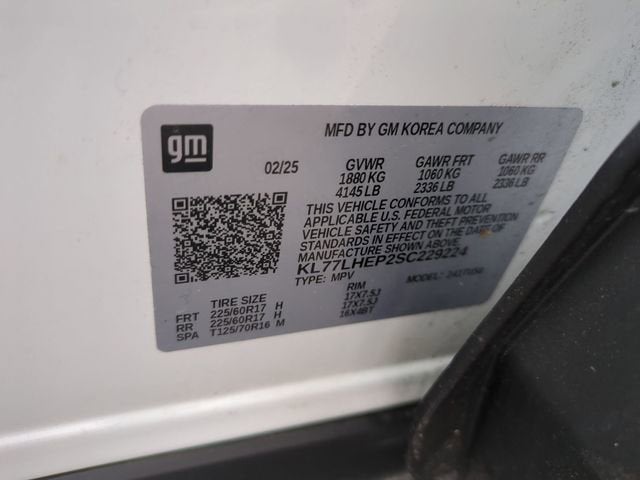 gm
MFD BY GM KOREA COMPANY
02/25 GVWR GAWR FRT GAWR RR
1880 KG 1060 KG 1060 KG
4145 LB 2336 LB 2336 LB
THIS VEHICLE CONFORMS TO ALL
APPLICABLE U.S. FEDERAL MOTOR
VEHICLE SAFETY AND THEFT PREVENTION
STANDARDS IN EFFECT ON THE DATE OF
MANUFACTURE SHOWN ABOVE.
KL77LHEP2SC229224
TYPE: MPV MODEL:
TIRE SIZE RIM
FRT 225/60R17 H 17X7.5J
RR 225/60R17 H 17X7.5J
SPA T125/70R16 M 16X4BT